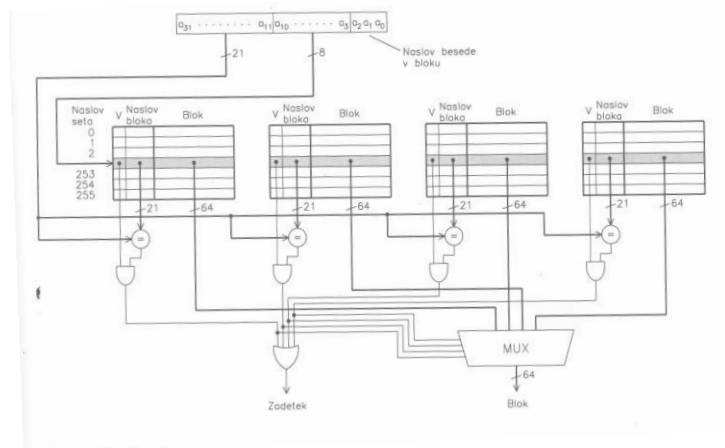 a31 ········ a11 a10 ······ a3 a2 a1 a0
21
8
Naslov besede
v bloku
Naslov
seta
V Naslov
bloka
Blok
V Naslov
bloka
Blok
V Naslov
bloka
Blok
V Naslov
bloka
Blok
0
1
2
253
254
255
21
64
21
64
21
64
21
64
=
=
=
=
MUX
64
Zadetek
Blok